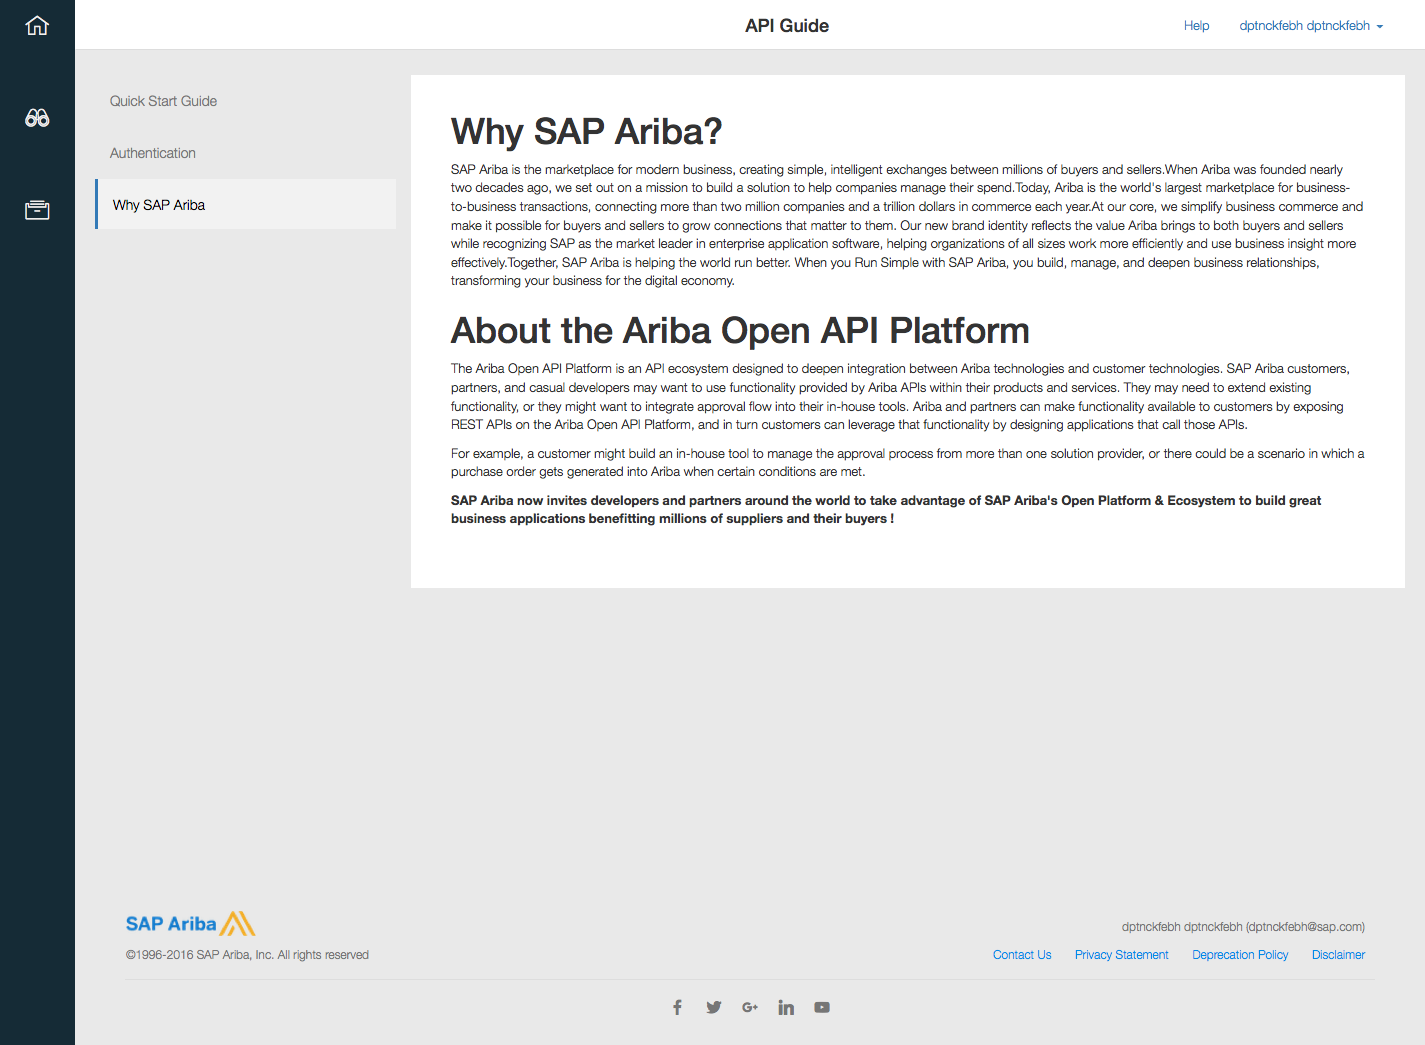 API Guide
Help
dptnckfebh dptnckfebh
Quick Start Guide
Authentication
Why SAP Ariba
Why SAP Ariba?
SAP Ariba is the marketplace for modern business, creating simple, intelligent exchanges between millions of buyers and sellers.When Ariba was founded nearly
two decades ago, we set out on a mission to build a solution to help companies manage their spend.Today, Ariba is the world's largest marketplace for business-
to-business transactions, connecting more than two million companies and a trillion dollars in commerce each year.At our core, we simplify business commerce and
make it possible for buyers and sellers to grow connections that matter to them. Our new brand identity reflects the value Ariba brings to both buyers and sellers
while recognizing SAP as the market leader in enterprise application software, helping organizations of all sizes work more efficiently and use business insight more
effectively.Together, SAP Ariba is helping the world run better. When you Run Simple with SAP Ariba, you build, manage, and deepen business relationships,
transforming your business for the digital economy.
About the Ariba Open API Platform
The Ariba Open API Platform is an API ecosystem designed to deepen integration between Ariba technologies and customer technologies. SAP Ariba customers,
partners, and casual developers may want to use functionality provided by Ariba APIs within their products and services. They may need to extend existing
functionality, or they might want to integrate approval flow into their in-house tools. Ariba and partners can make functionality available to customers by exposing
REST APIs on the Ariba Open API Platform, and in turn customers can leverage that functionality by designing applications that call those APIs.
For example, a customer might build an in-house tool to manage the approval process from more than one solution provider, or there could be a scenario in which a
purchase order gets generated into Ariba when certain conditions are met.
SAP Ariba now invites developers and partners around the world to take advantage of SAP Ariba's Open Platform & Ecosystem to build great
business applications benefitting millions of suppliers and their buyers !
SAP Ariba
dptnckfebh dptnckfebh (dptnckfebh@sap.com)
©1996-2016 SAP Ariba, Inc. All rights reserved
Contact Us
Privacy Statement
Deprecation Policy
Disclaimer